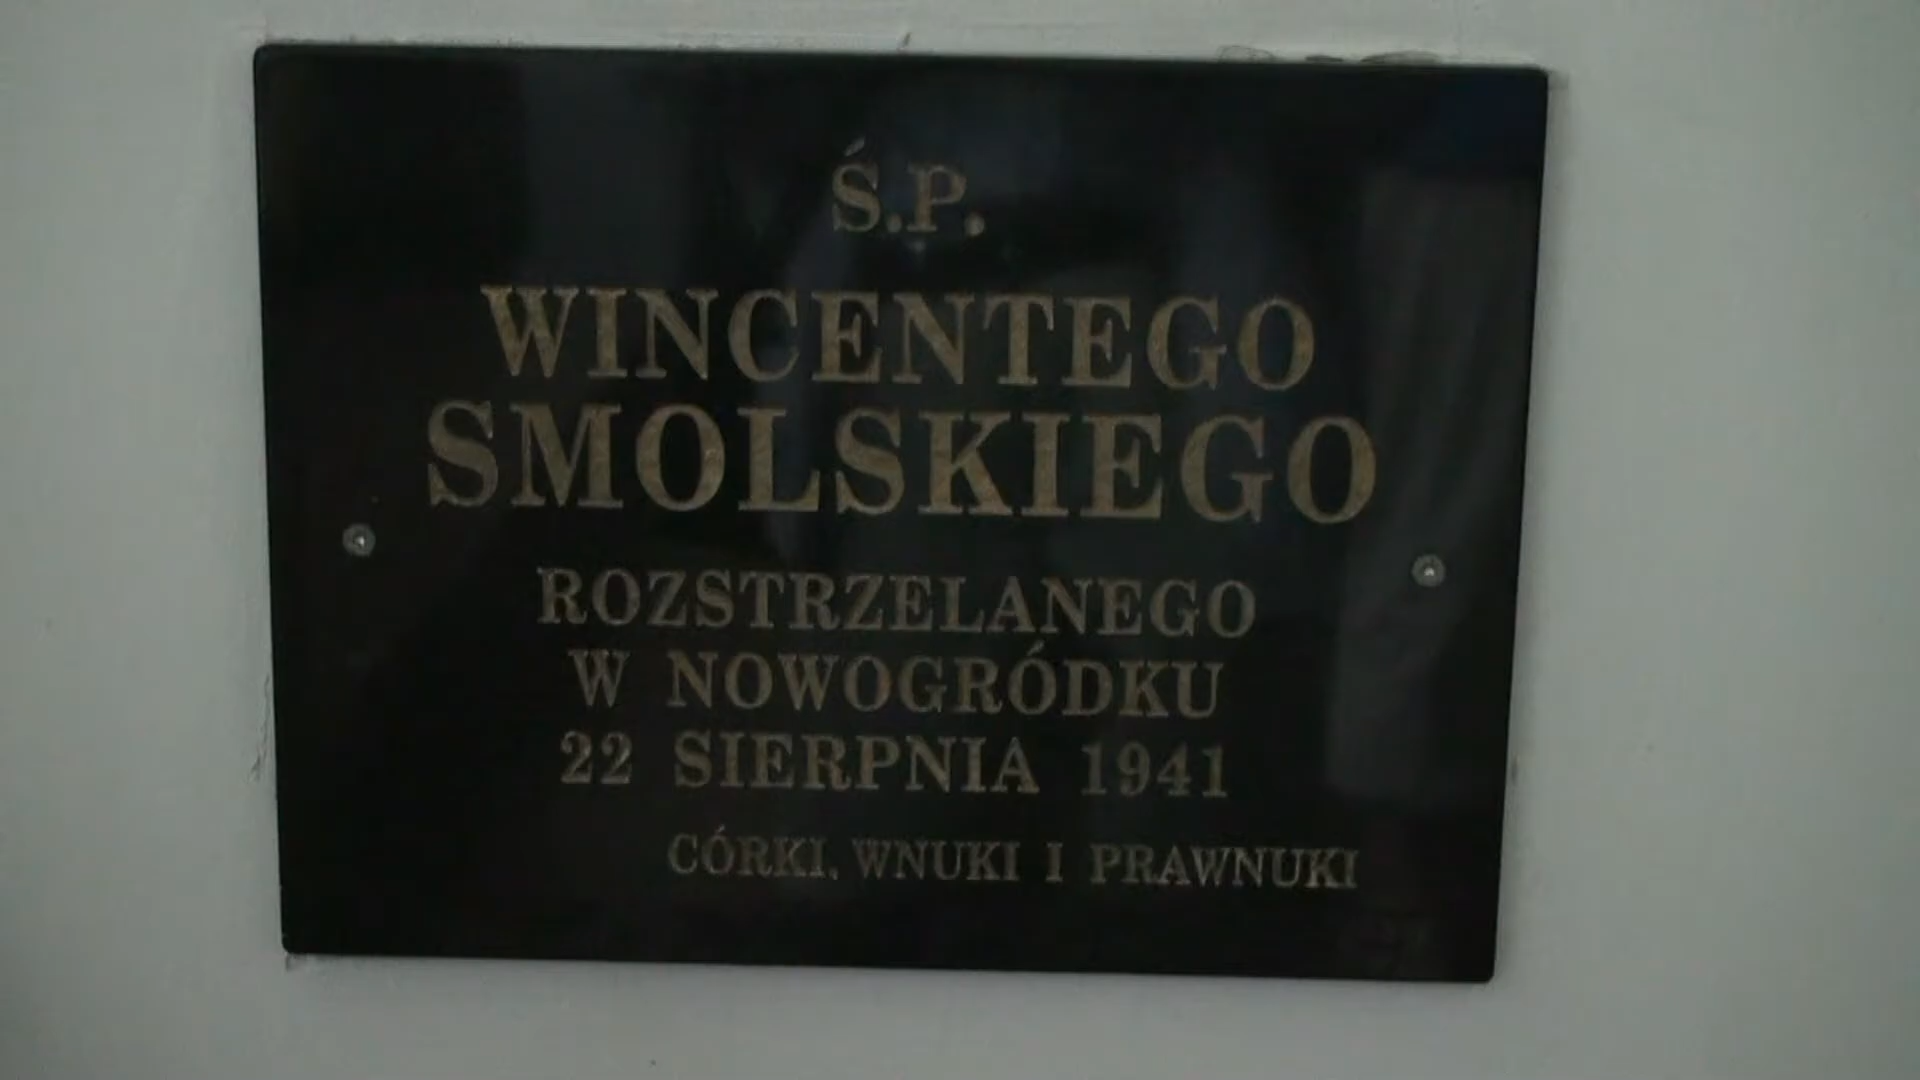 Ś.P.
WINCENTEGO
SMOLSKIEGO
ROZSTRZELANEGO
W NOWOGRÓDKU
22 SIERPNIA 1941
CÓRKI, WNUKI I PRAWNUKI